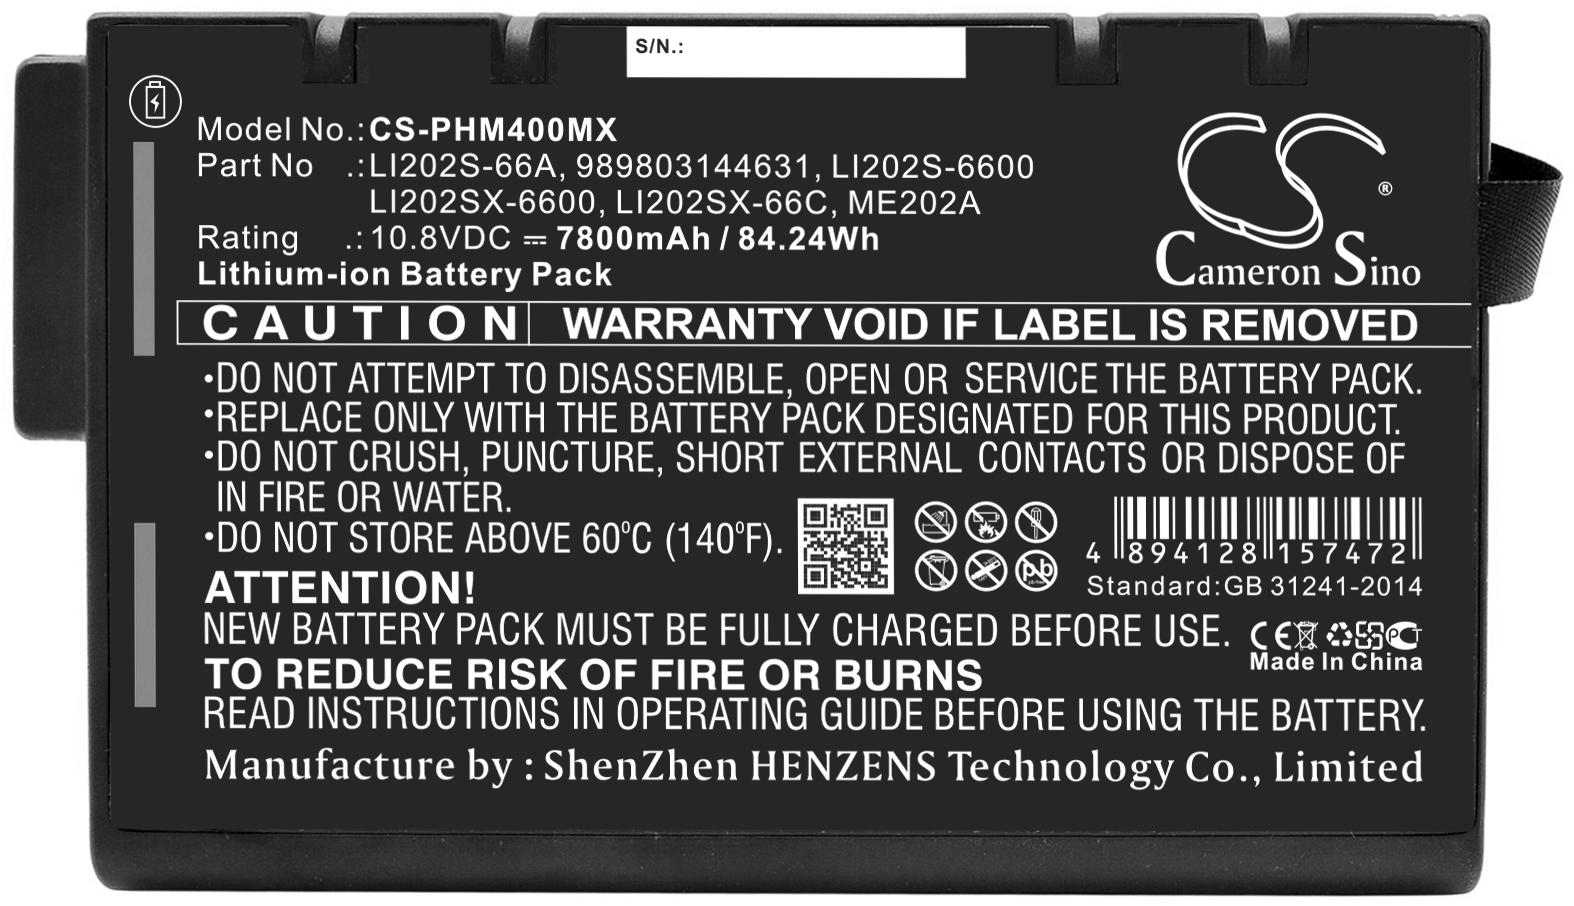 S/N.:
Model No.:CS-PHM400MX
Part No .:LI202S-66A, 989803144631, LI202S-6600
LI202SX-6600, LI202SX-66C, ME202A
Rating .:10.8VDC ⎓ 7800mAh / 84.24Wh
Lithium-ion Battery Pack
CS®
Cameron Sino
CAUTION WARRANTY VOID IF LABEL IS REMOVED
•DO NOT ATTEMPT TO DISASSEMBLE, OPEN OR SERVICE THE BATTERY PACK.
•REPLACE ONLY WITH THE BATTERY PACK DESIGNATED FOR THIS PRODUCT.
•DO NOT CRUSH, PUNCTURE, SHORT EXTERNAL CONTACTS OR DISPOSE OF
IN FIRE OR WATER.
•DO NOT STORE ABOVE 60°C (140°F).
Pb
4 894128 157472
Standard:GB 31241-2014
ATTENTION!
NEW BATTERY PACK MUST BE FULLY CHARGED BEFORE USE.
CE PCT
Made In China
TO REDUCE RISK OF FIRE OR BURNS
READ INSTRUCTIONS IN OPERATING GUIDE BEFORE USING THE BATTERY.
Manufacture by : ShenZhen HENZENS Technology Co., Limited